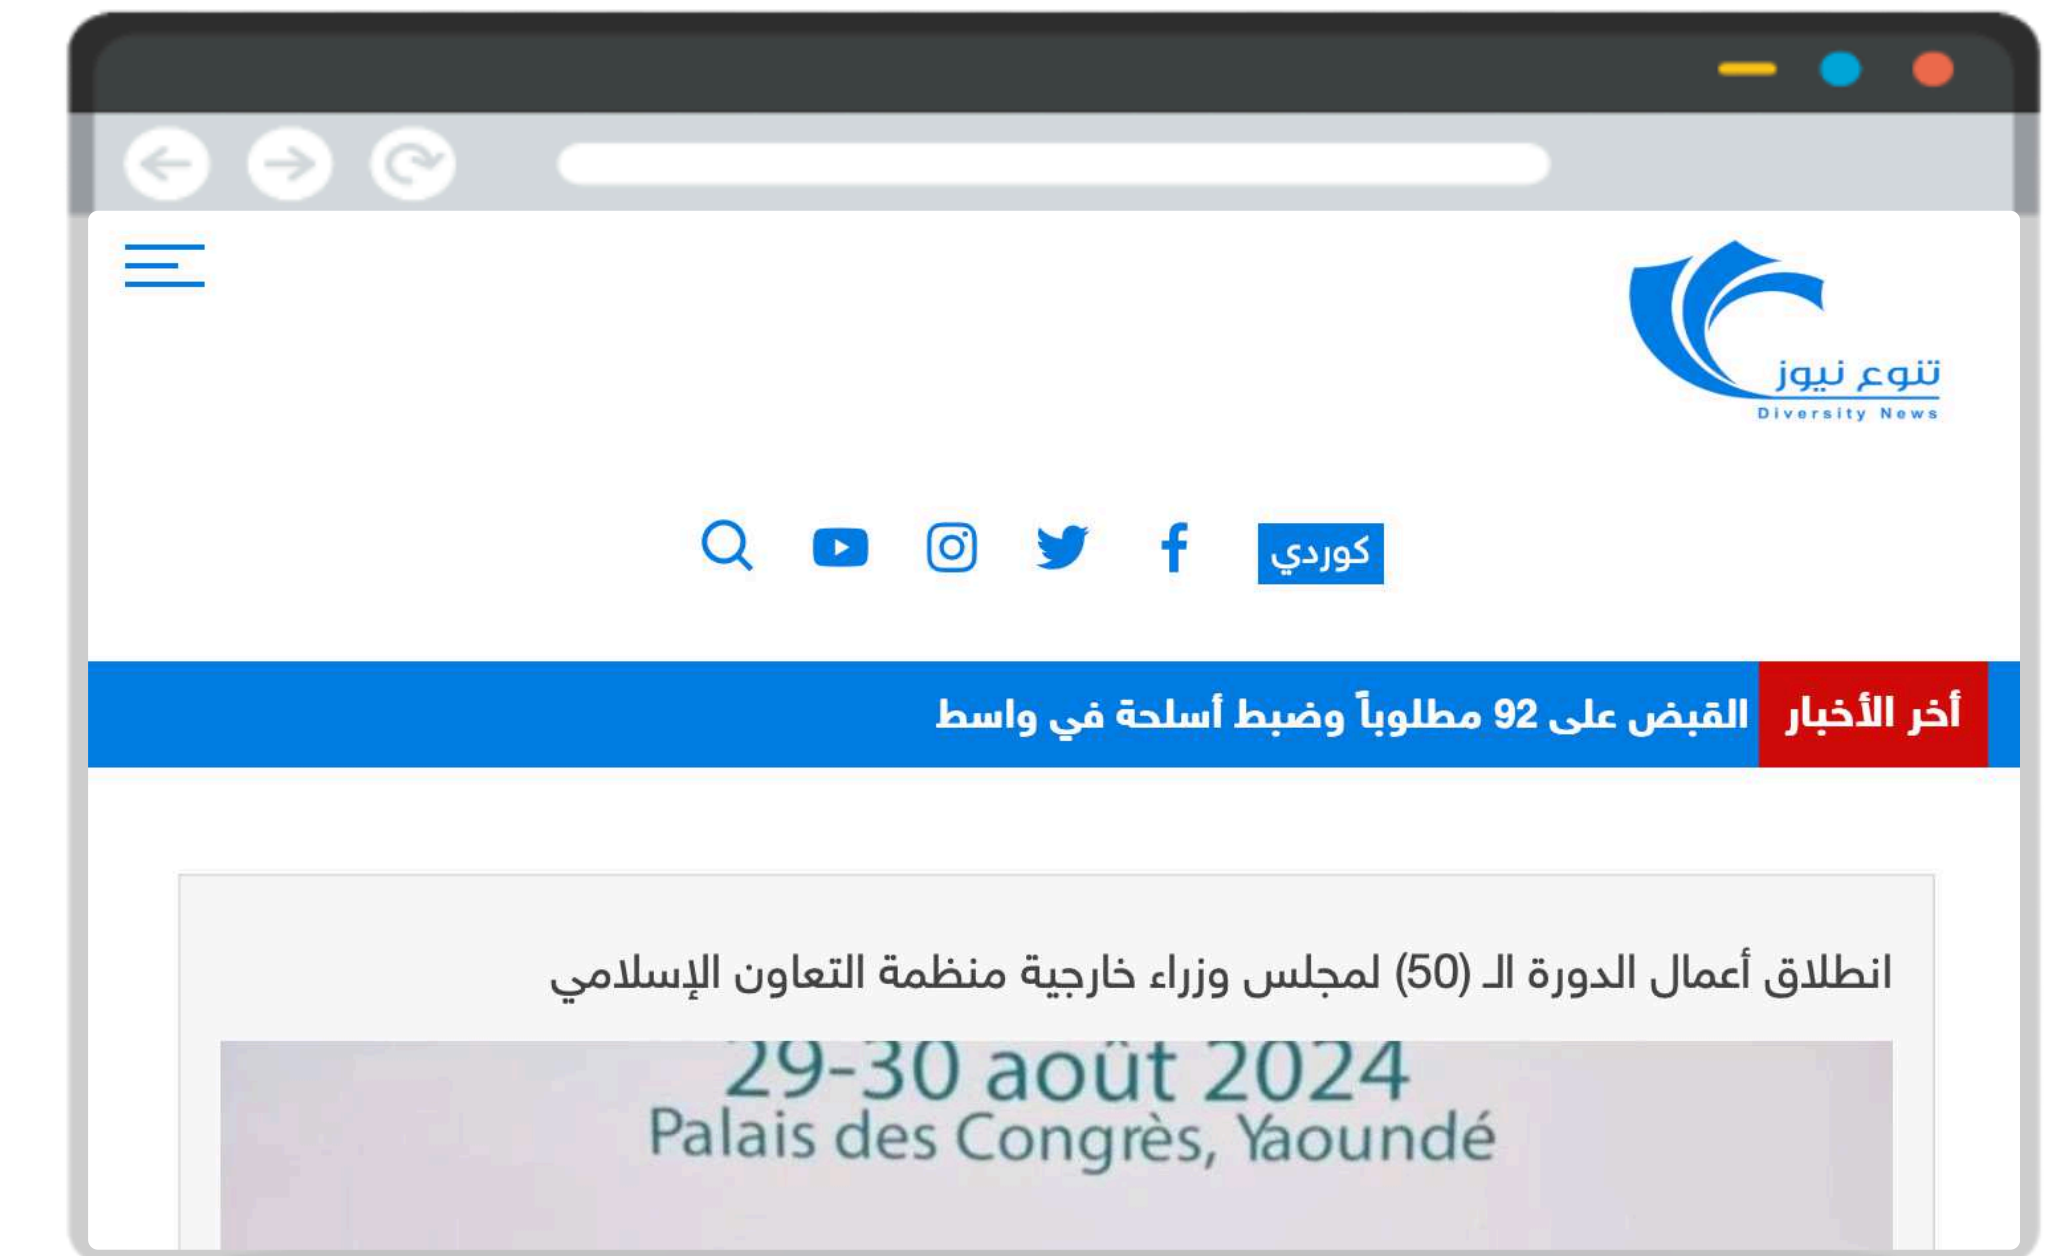 تنوع نيوز
Diversity News
كوردي
أخر الأخبار القبض على 92 مطلوباً وضبط أسلحة في واسط
انطلاق أعمال الدورة الـ (50) لمجلس وزراء خارجية منظمة التعاون الإسلامي
29-30 août 2024
Palais des Congrès, Yaoundé